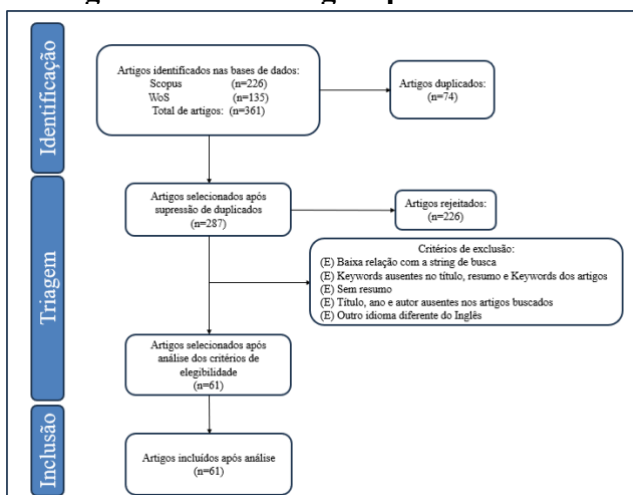 Identificação
Artigos identificados nas bases de dados:
Scopus (n=226)
WoS (n=135)
Total de artigos: (n=361)
Artigos duplicados:
(n=74)
Triagem
Artigos selecionados após
supressão de duplicados
(n=287)
Artigos rejeitados:
(n=226)
Critérios de exclusão:
(E) Baixa relação com a string de busca
(E) Keywords ausentes no título, resumo e Keywords dos artigos
(E) Sem resumo
(E) Título, ano e autor ausentes nos artigos buscados
(E) Outro idioma diferente do Inglês
Artigos selecionados após
análise dos critérios de
elegibilidade
(n=61)
Inclusão
Artigos incluídos após análise
(n=61)